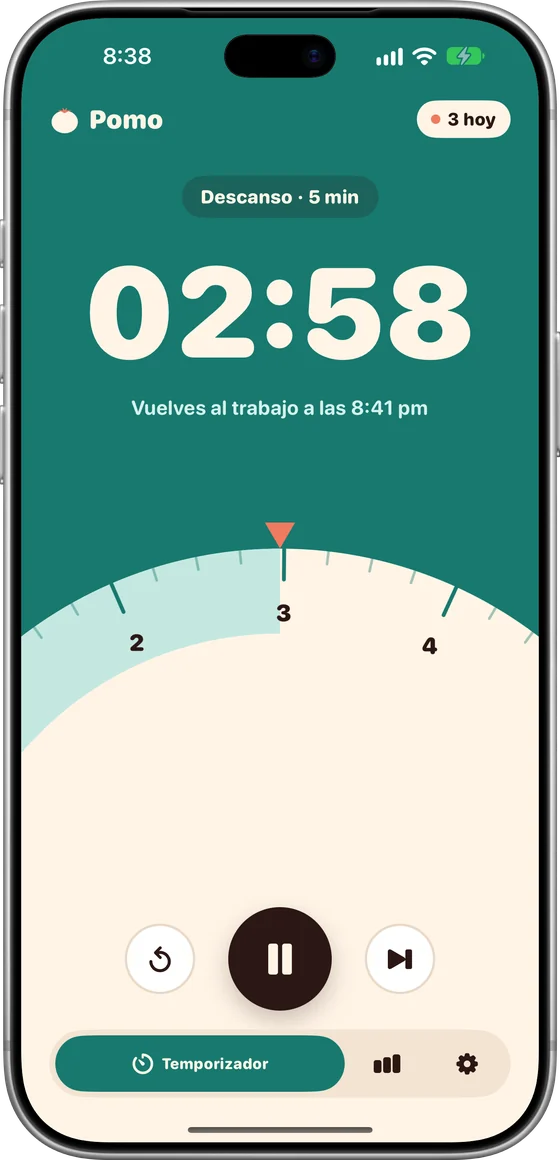 8:38
Pomo
3 hoy
Descanso · 5 min
02:58
Vuelves al trabajo a las 8:41 pm
3
2
4
Temporizador